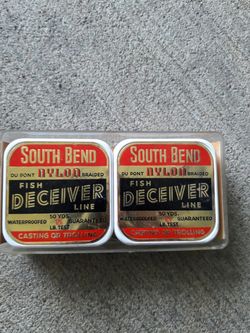 SOUTH BEND
DU PONT NYLON BRAIDED
FISH
DECEIVER
LINE
50 YDS.
WATERPROOFED GUARANTEED
LB. TEST
CASTING OR TROLLING
SOUTH BEND
DU PONT NYLON BRAIDED
FISH
DECEIVER
LINE
50 YDS.
WATERPROOFED GUARANTEED
LB. TEST
CASTING OR TROLLING